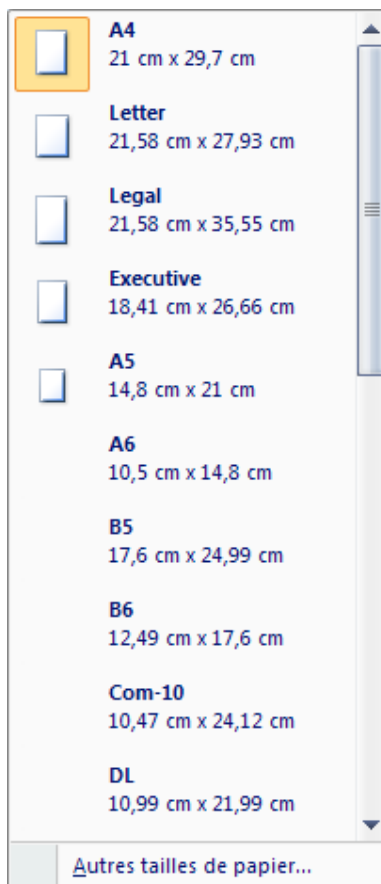 A4
21 cm x 29,7 cm
Letter
21,58 cm x 27,93 cm
Legal
21,58 cm x 35,55 cm
Executive
18,41 cm x 26,66 cm
A5
14,8 cm x 21 cm
A6
10,5 cm x 14,8 cm
B5
17,6 cm x 24,99 cm
B6
12,49 cm x 17,6 cm
Com-10
10,47 cm x 24,12 cm
DL
10,99 cm x 21,99 cm
Autres tailles de papier...